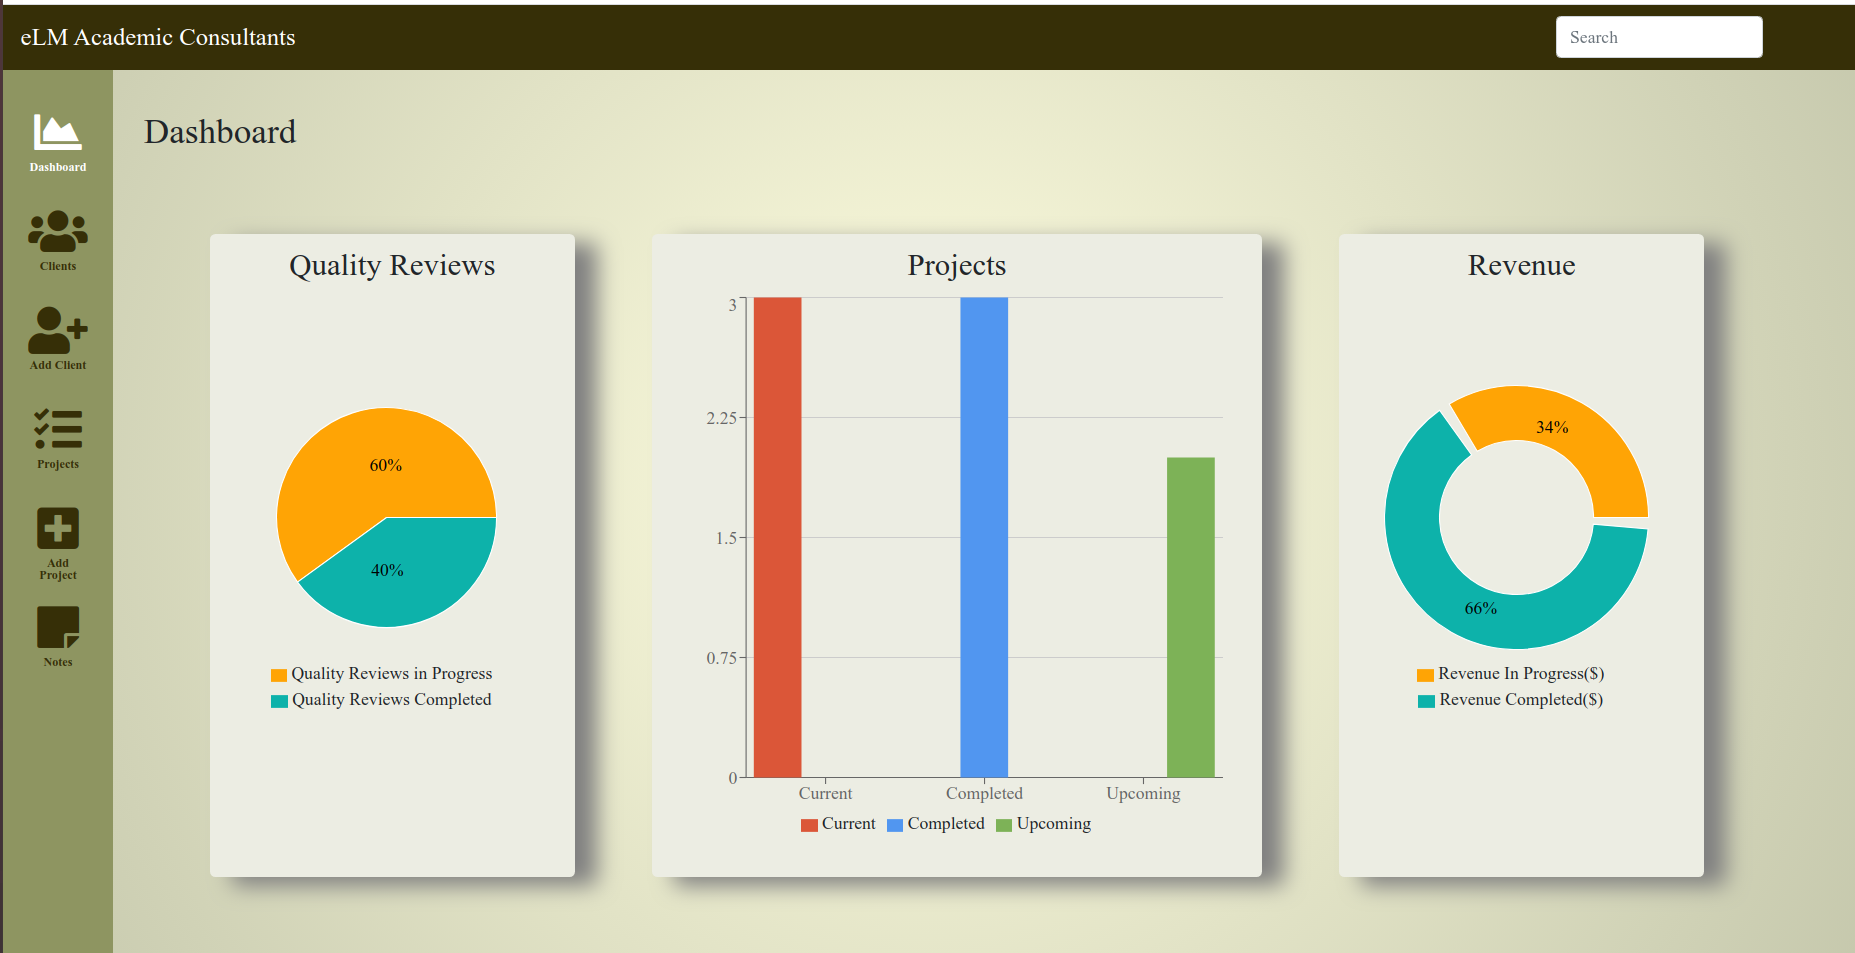 eLM Academic Consultants
Search
Dashboard
Clients
Add Client
Projects
Add
Project
Notes
Dashboard
Quality Reviews
60%
40%
Quality Reviews in Progress
Quality Reviews Completed
Projects
3
2.25
1.5
0.75
0
Current
Completed
Upcoming
Current Completed Upcoming
Revenue
34%
66%
Revenue In Progress($)
Revenue Completed($)